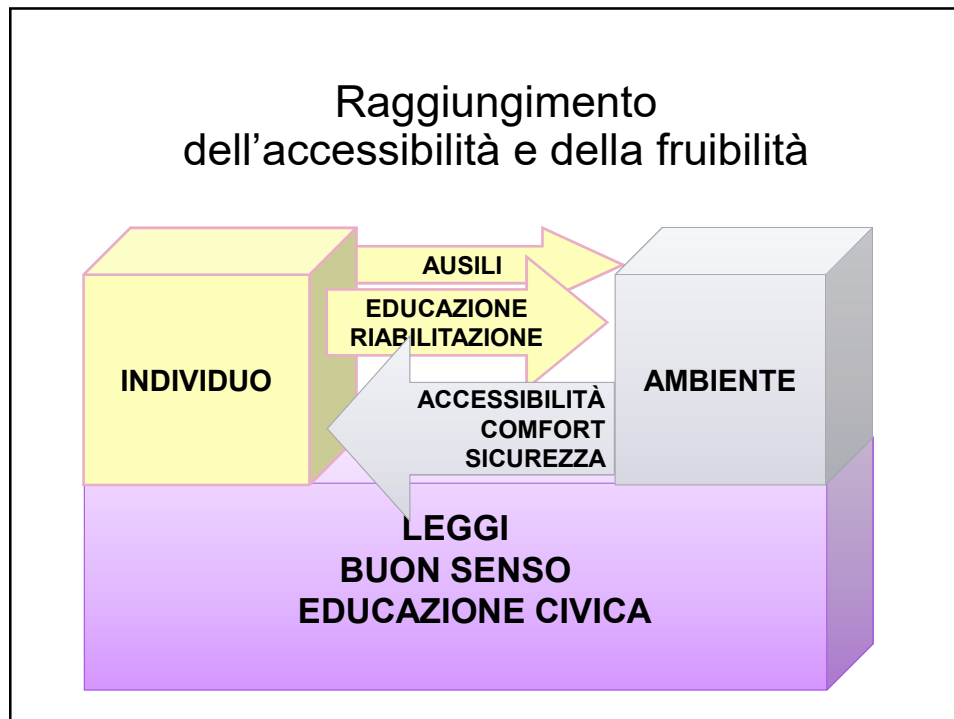 Raggiungimento
dell’accessibilità e della fruibilità
AUSILI
EDUCAZIONE
RIABILITAZIONE
INDIVIDUO
AMBIENTE
ACCESSIBILITÀ
COMFORT
SICUREZZA
LEGGI
BUON SENSO
EDUCAZIONE CIVICA